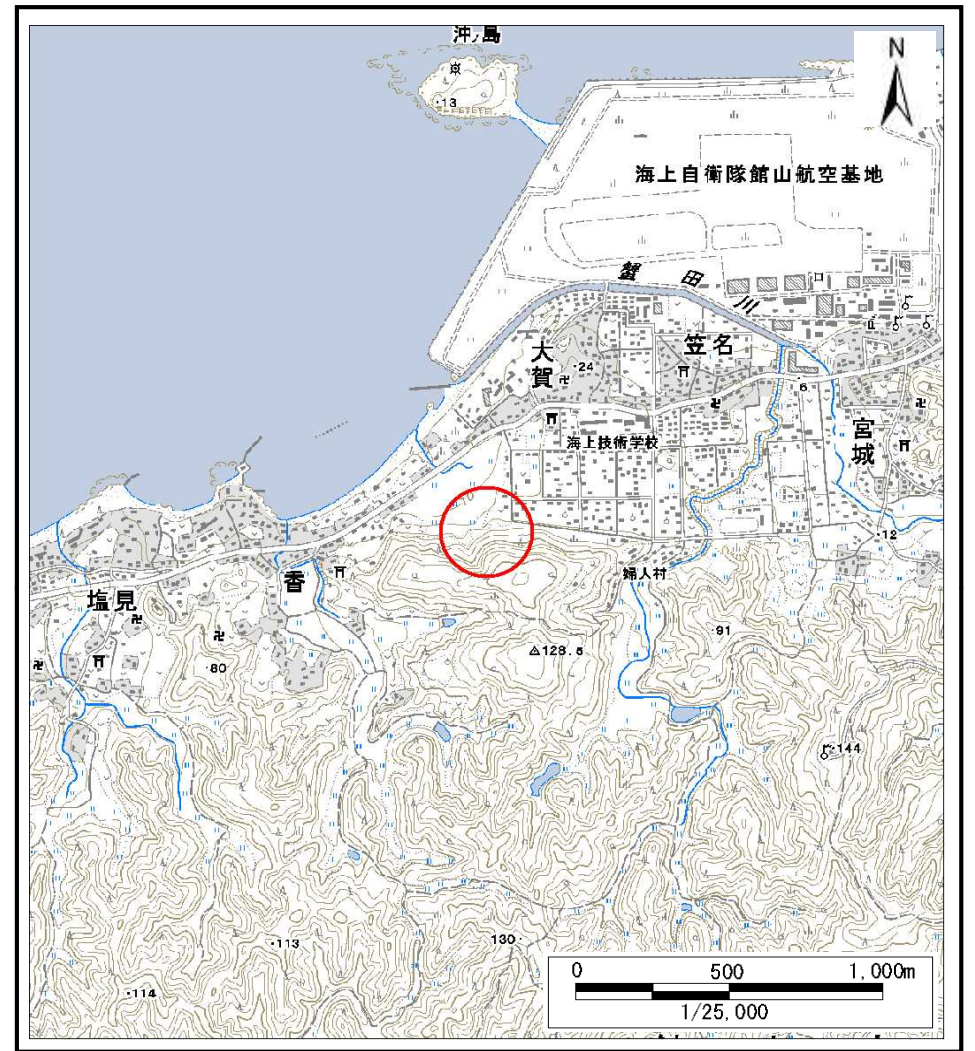 沖ノ島
N
・13
海上自衛隊館山航空基地
蟹田川
大賀
・24
笠名
6
宮城
海上技術学校
・12
香
婦人村
塩見
・91
△128.5
・80
・144
130・
・113
・114
0 500 1,000m
1/25,000